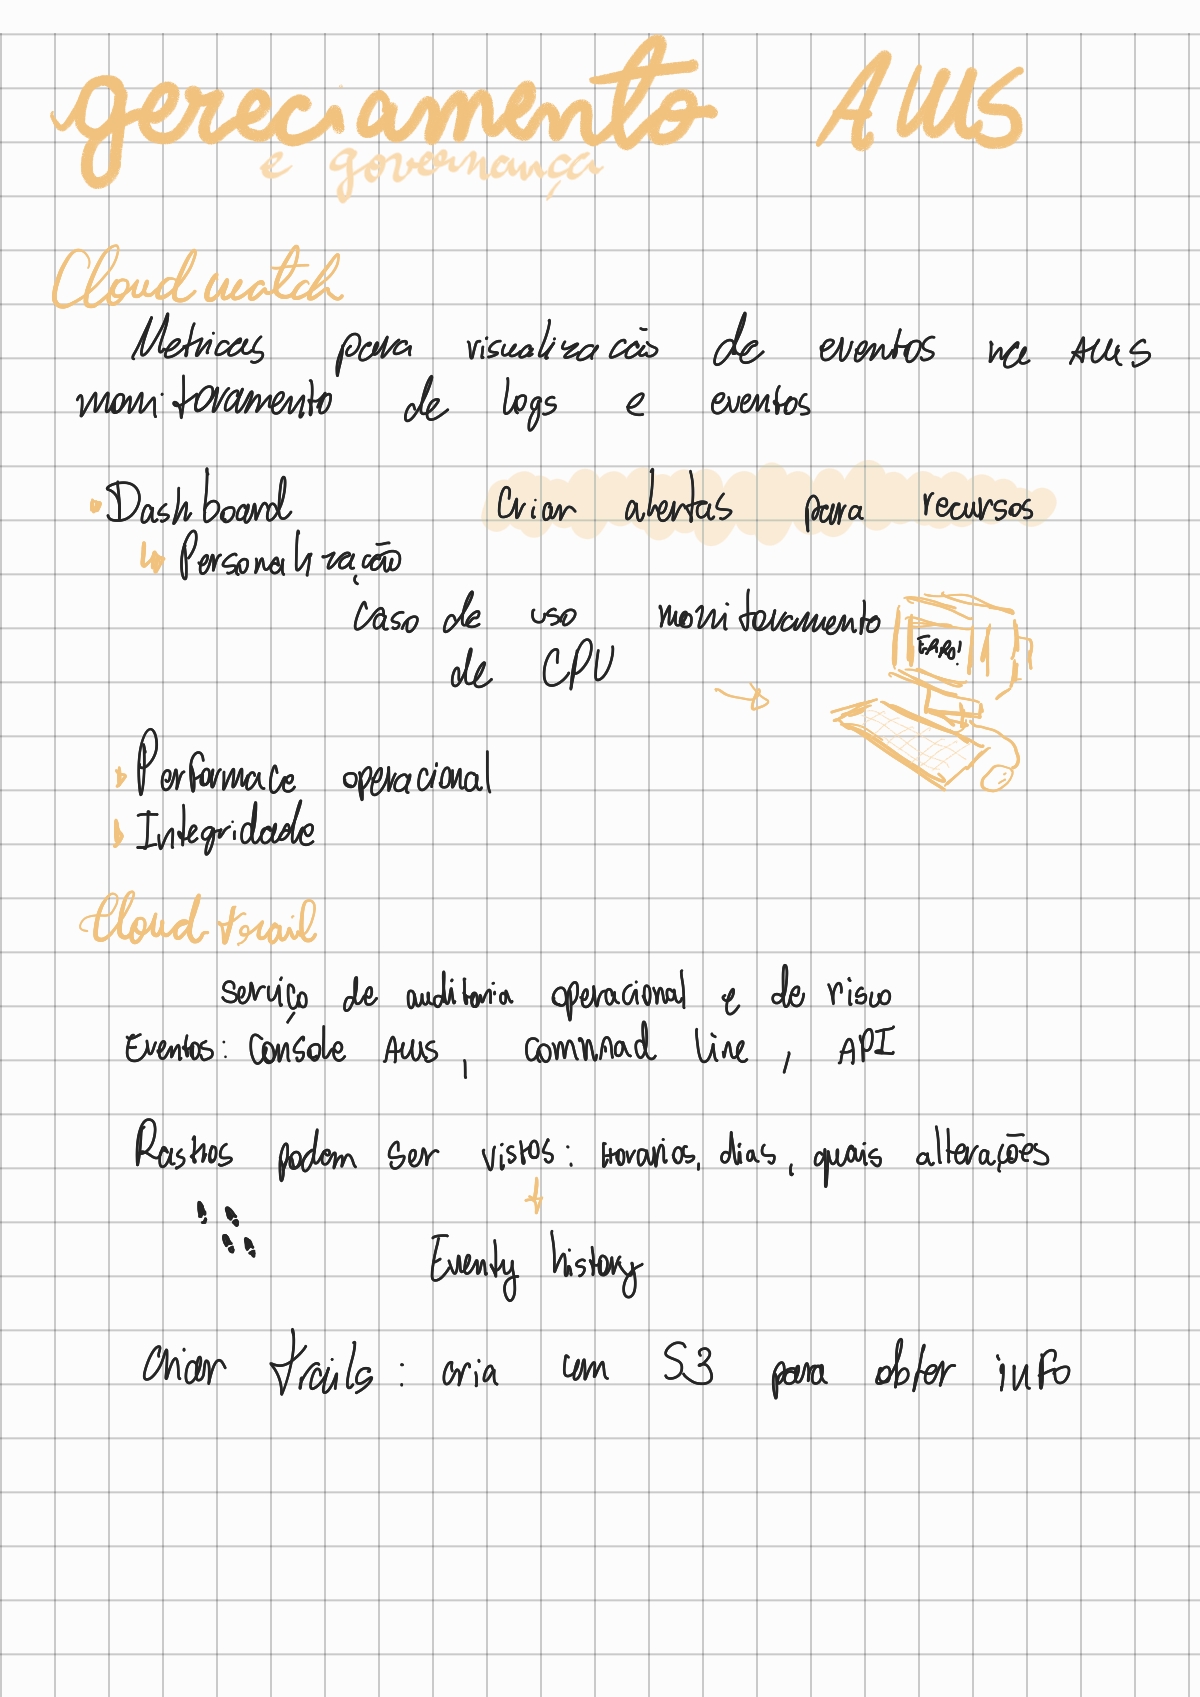 gereciamento AWS
e governança
Cloud watch
Metricas para visualizacão de eventos na AWS
monitoramento de logs e eventos
Dashboard Criar alertas para recursos
Personalização
caso de uso monitoramento
de CPU
ERRO!
Performace operacional
Integridade
Cloud trail
serviço de auditoria operacional e de risco
Eventos: Console AWS, commnad line, API
Rastros podem ser vistos: Horarios, dias, quais alterações
Eventy history
criar trails: cria com S3 para obter info